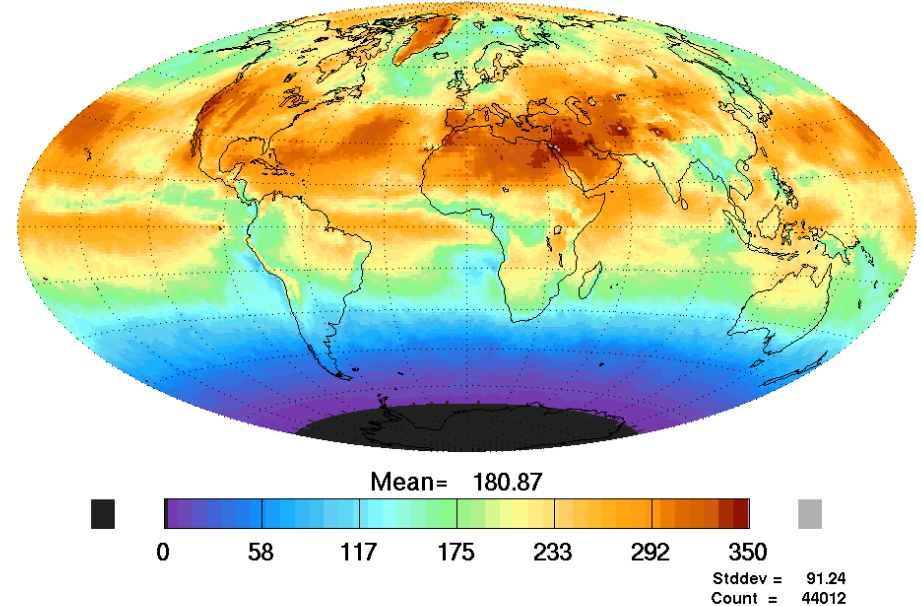 Mean= 180.87
0 58 117 175 233 292 350
Stddev = 91.24
Count = 44012